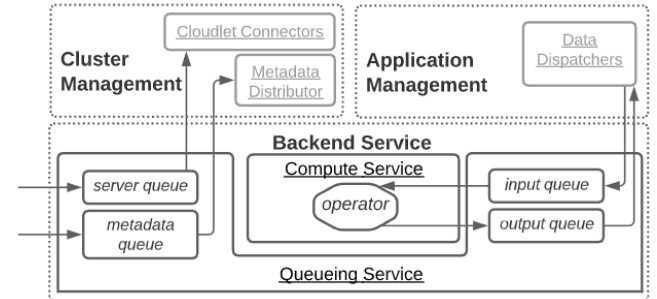 Cluster
Management
Cloudlet Connectors
Metadata
Distributor
Application
Management
Data
Dispatchers
Backend Service
server queue
metadata
queue
Compute Service
operator
input queue
output queue
Queueing Service